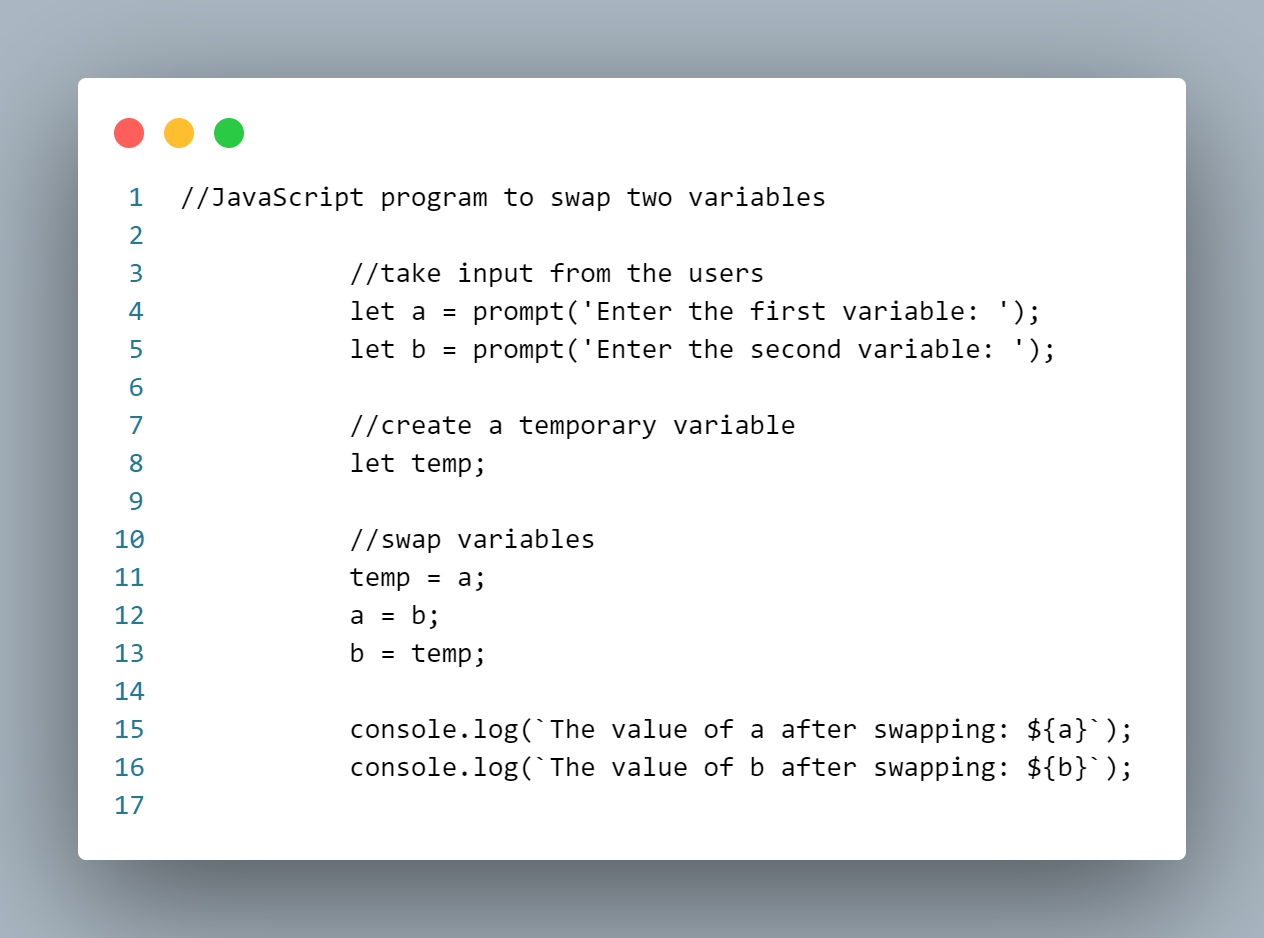 1 //JavaScript program to swap two variables
2
3 //take input from the users
4 let a = prompt('Enter the first variable: ');
5 let b = prompt('Enter the second variable: ');
6
7 //create a temporary variable
8 let temp;
9
10 //swap variables
11 temp = a;
12 a = b;
13 b = temp;
14
15 console.log(`The value of a after swapping: ${a}`);
16 console.log(`The value of b after swapping: ${b}`);
17